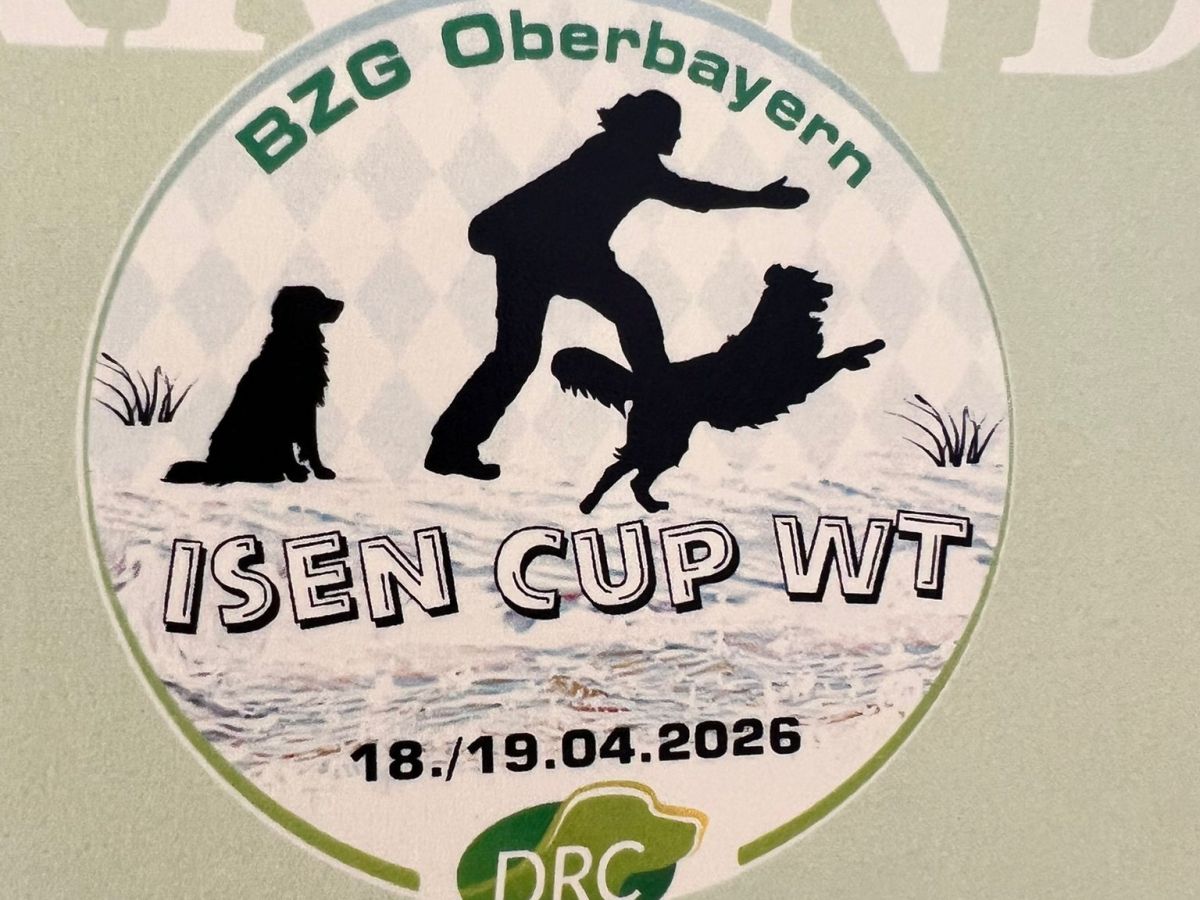 BZG Oberbayern
ISEN CUP WT
18./19.04.2026
DRC